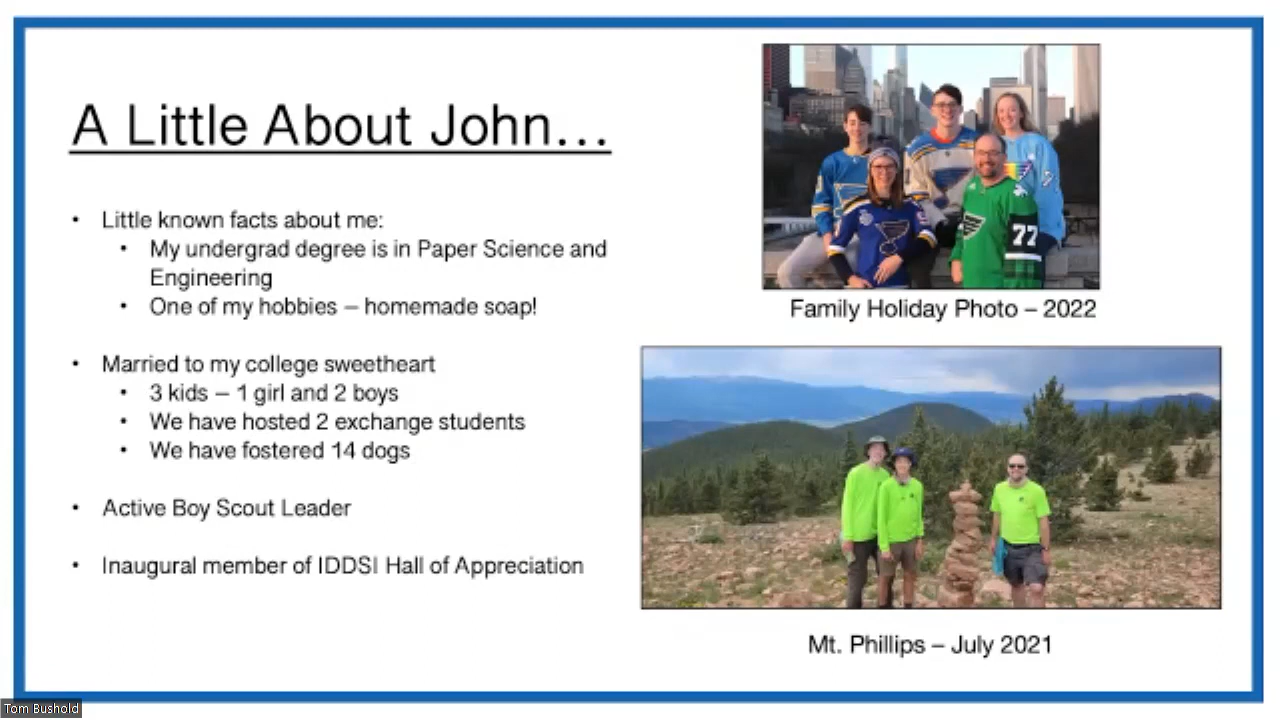 A Little About John...
• Little known facts about me:
• My undergrad degree is in Paper Science and
Engineering
• One of my hobbies – homemade soap!
• Married to my college sweetheart
• 3 kids – 1 girl and 2 boys
• We have hosted 2 exchange students
• We have fostered 14 dogs
• Active Boy Scout Leader
• Inaugural member of IDDSI Hall of Appreciation
77
Family Holiday Photo – 2022
Mt. Phillips – July 2021
Tom Bushold